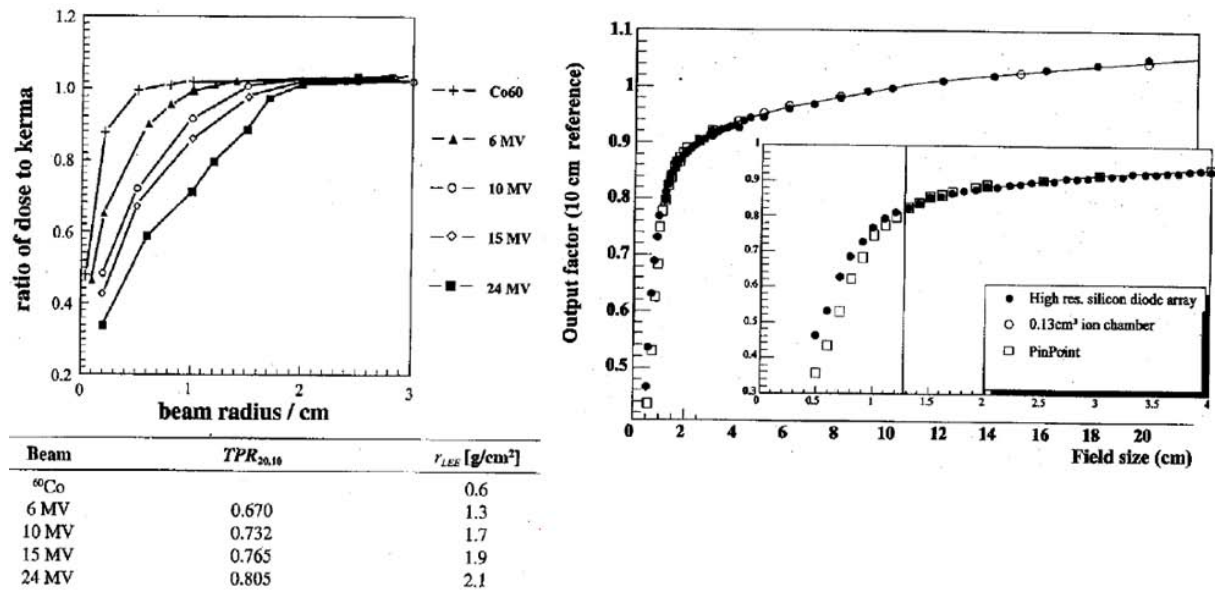 1.2
1.0
0.8
0.6
0.4
0.2
ratio of dose to kerma
0
1
2
3
beam radius / cm
Co60
6 MV
10 MV
15 MV
24 MV
Beam TPR20,10 rLEE [g/cm²]
⁶⁰Co 0.6
6 MV 0.670 1.3
10 MV 0.732 1.7
15 MV 0.765 1.9
24 MV 0.805 2.1
1.1
1
0.9
0.8
0.7
0.6
0.5
Output factor (10 cm reference)
0 2 4 6 8 10 12 14 16 18 20
Field size (cm)
1
0.9
0.8
0.7
0.6
0.5
0.4
0.3
0 0.5 1 1.5 2 2.5 3 3.5 4
High res. silicon diode array
0.13cm³ ion chamber
PinPoint